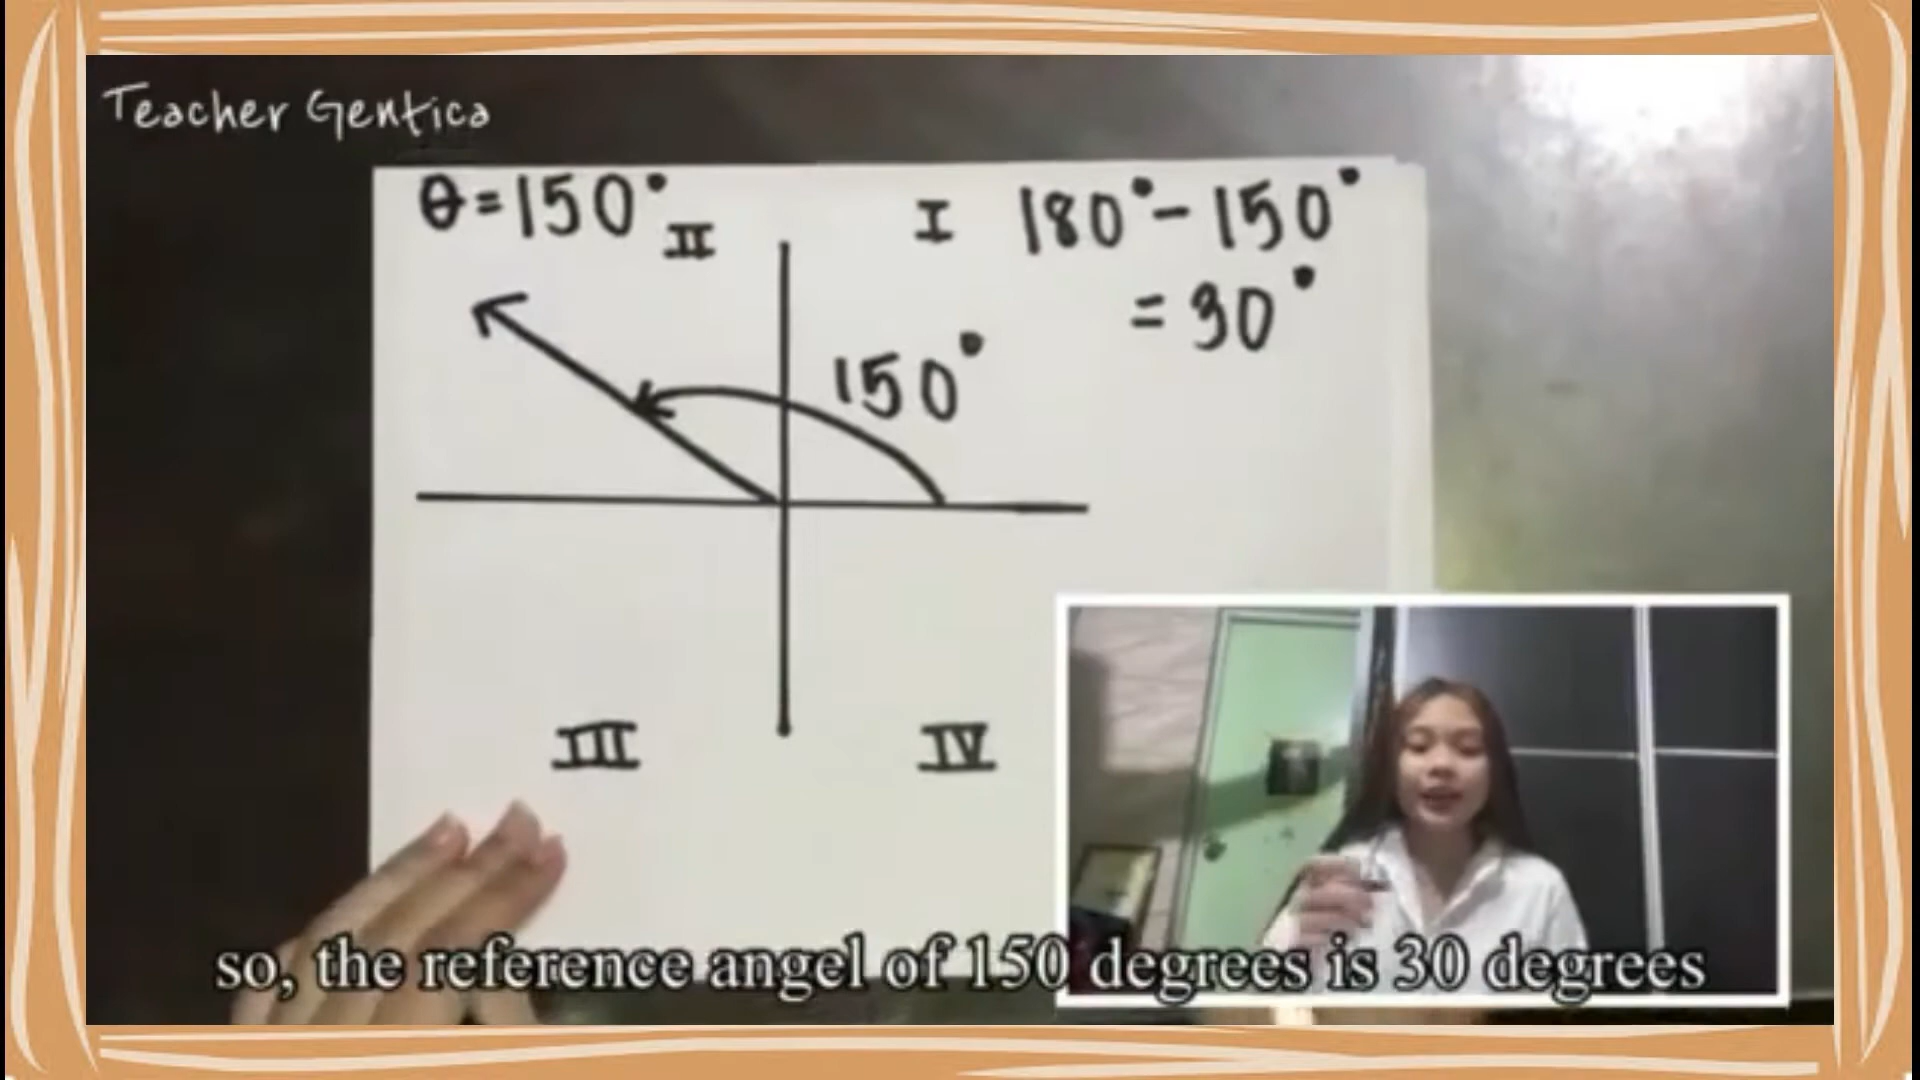 Teacher Gentica
θ=150°
II
I
180°-150°
=30°
150°
III
IV
so, the reference angel of 150 degrees is 30 degrees